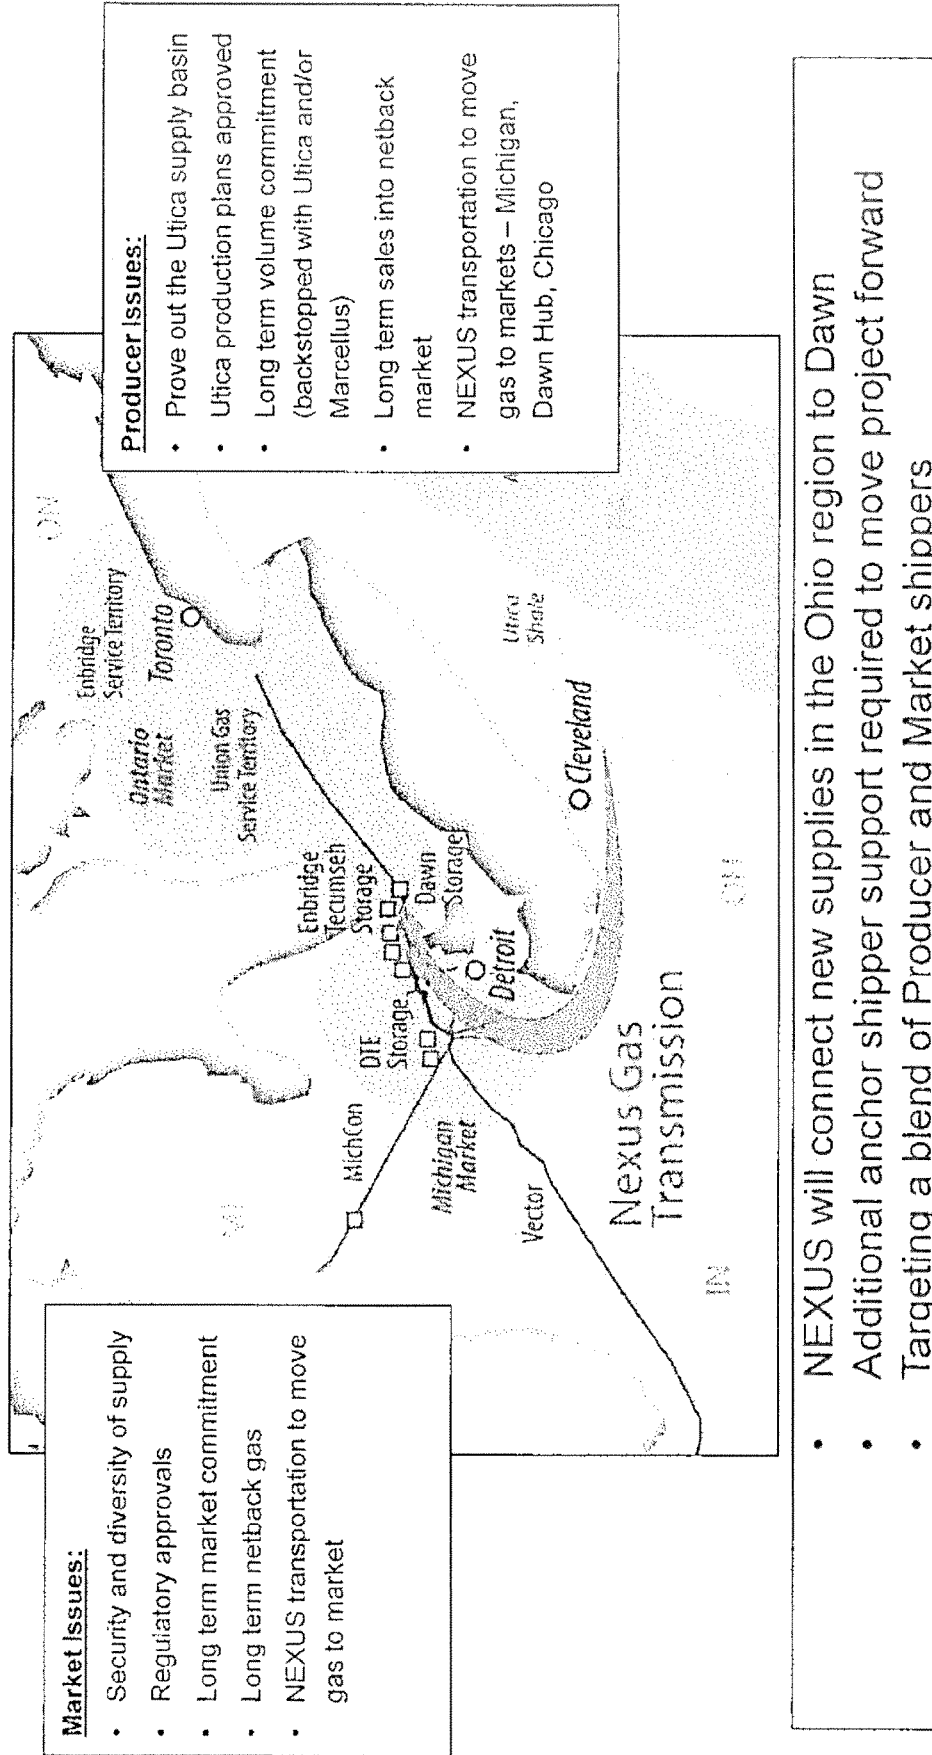 Market Issues:
• Security and diversity of supply
• Regulatory approvals
• Long term market commitment
• Long term netback gas
• NEXUS transportation to move
gas to market
Producer Issues:
• Prove out the Utica supply basin
• Utica production plans approved
• Long term volume commitment
(backstopped with Utica and/or
Marcellus)
• Long term sales into netback
market
• NEXUS transportation to move
gas to markets – Michigan,
Dawn Hub, Chicago
ON
Enbridge
Service Territory
Toronto
Ontario
Market
Union Gas
Service Territory
Enbridge
Tecumseh
Storage
Dawn
Storage
DTE
Storage
MichCon
MI
Michigan
Market
Detroit
Vector
Cleveland
Utica
Shale
Nexus Gas
Transmission
IN
OH
• NEXUS will connect new supplies in the Ohio region to Dawn
• Additional anchor shipper support required to move project forward
• Targeting a blend of Producer and Market shippers